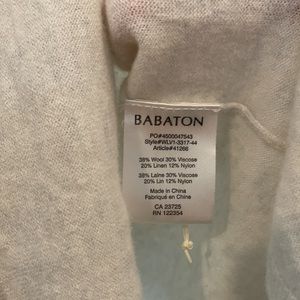 BABATON
PO#4500047543
Style#WLV1-3317-44
Article#41266
38% Wool 30% Viscose
20% Linen 12% Nylon
38% Laine 30% Viscose
20% Lin 12% Nylon
Made in China
Fabriqué en Chine
CA 23725
RN 122354